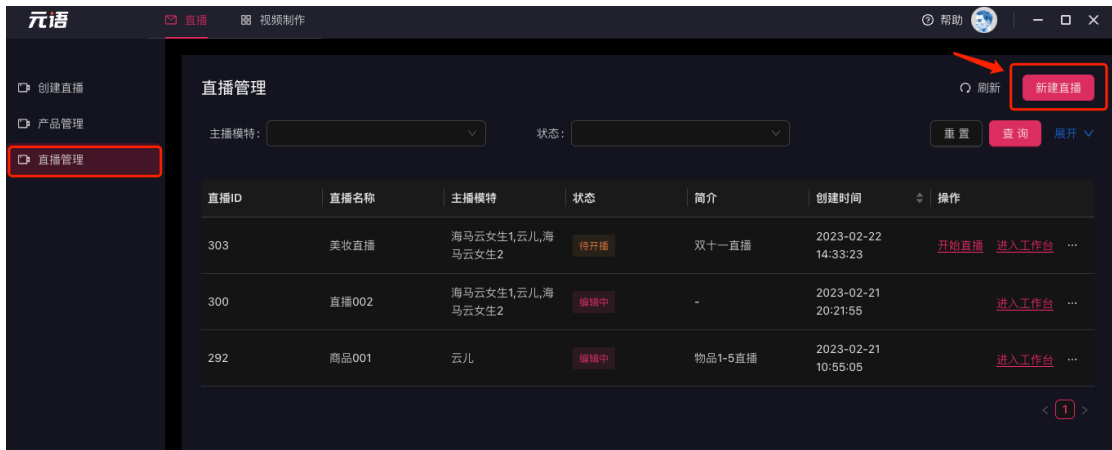 元语
直播
视频制作
帮助
创建直播
产品管理
直播管理
直播管理
刷新
新建直播
主播模特:
状态:
重置
查询
展开
直播ID
直播名称
主播模特
状态
简介
创建时间
操作
303
美妆直播
海马云女生1,云儿,海
马云女生2
待开播
双十一直播
2023-02-22
14:33:23
开始直播
进入工作台
...
300
直播002
海马云女生1,云儿,海
马云女生2
编辑中
-
2023-02-21
20:21:55
进入工作台
...
292
商品001
云儿
编辑中
物品1-5直播
2023-02-21
10:55:05
进入工作台
...
< 1 >